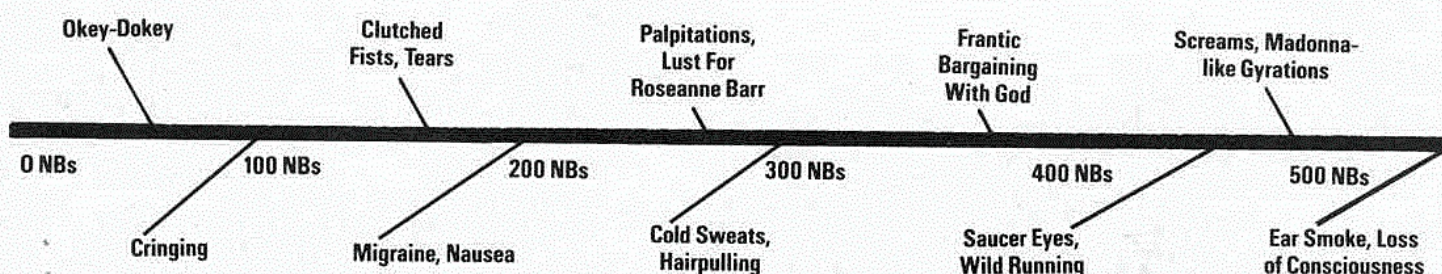 Okey-Dokey
Clutched
Fists, Tears
Palpitations,
Lust For
Roseanne Barr
Frantic
Bargaining
With God
Screams, Madonna-
like Gyrations
0 NBs
100 NBs
200 NBs
300 NBs
400 NBs
500 NBs
Cringing
Migraine, Nausea
Cold Sweats,
Hairpulling
Saucer Eyes,
Wild Running
Ear Smoke, Loss
of Consciousness